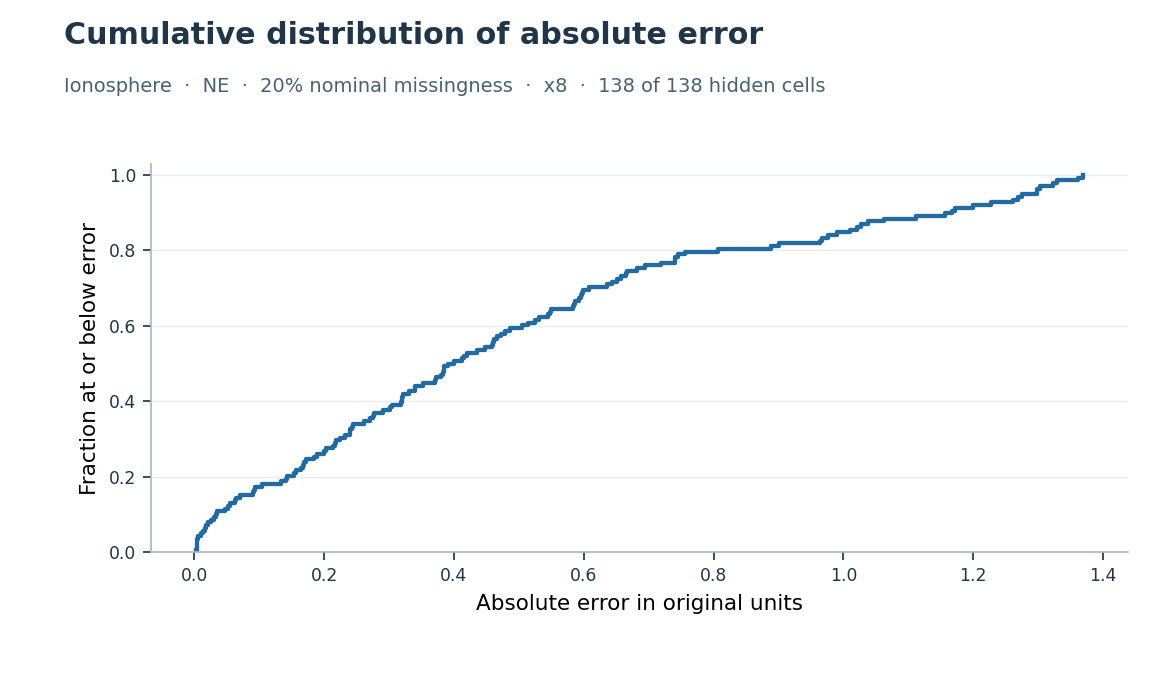 Cumulative distribution of absolute error
Ionosphere · NE · 20% nominal missingness · x8 · 138 of 138 hidden cells
Fraction at or below error
1.0
0.8
0.6
0.4
0.2
0.0
0.0 0.2 0.4 0.6 0.8 1.0 1.2 1.4
Absolute error in original units